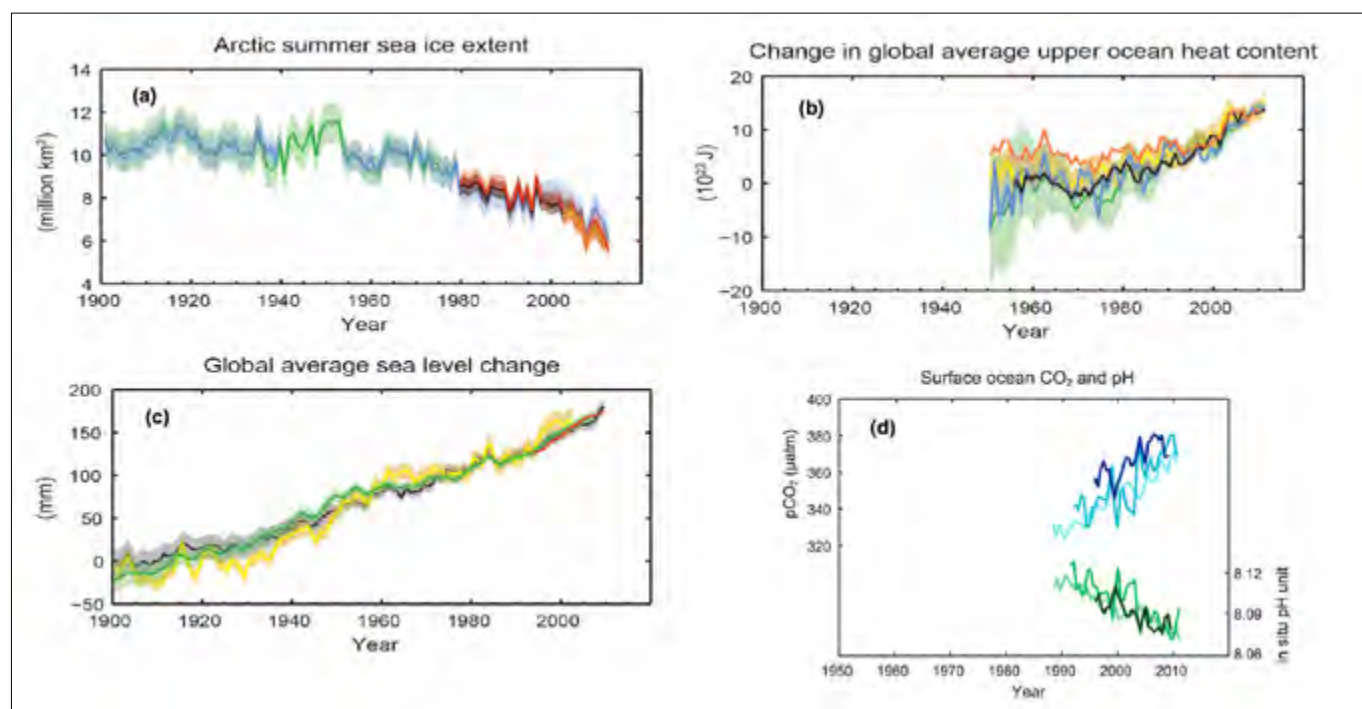 Arctic summer sea ice extent
(a)
(million km²)
14
12
10
8
6
4
1900
1920
1940
1960
1980
2000
Year
Change in global average upper ocean heat content
(b)
(10²² J)
20
10
0
−10
−20
1900
1920
1940
1960
1980
2000
Year
Global average sea level change
(c)
(mm)
200
150
100
50
0
−50
1900
1920
1940
1960
1980
2000
Year
Surface ocean CO₂ and pH
(d)
pCO₂ (µatm)
400
380
360
340
320
8.12
8.09
8.06
in situ pH unit
1950
1960
1970
1980
1990
2000
2010
Year